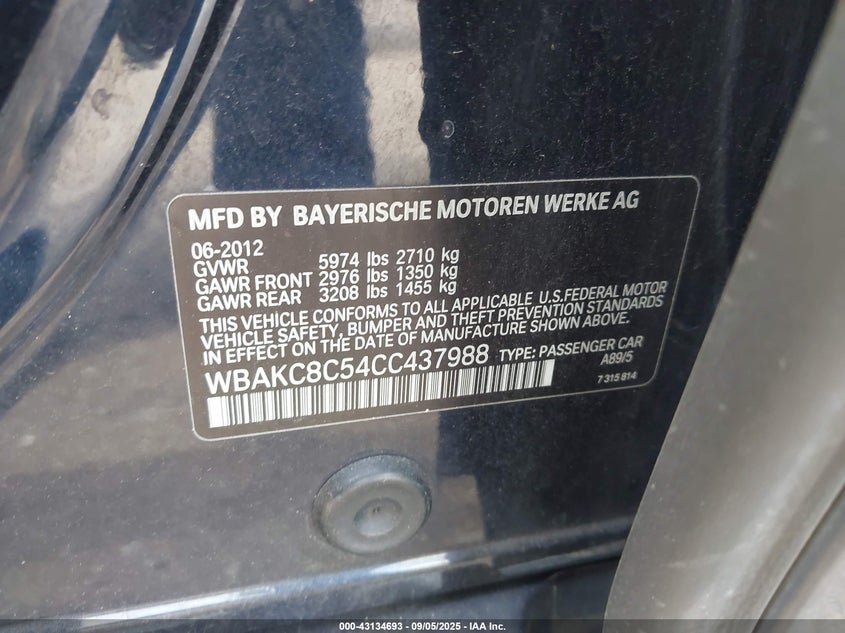 MFD BY BAYERISCHE MOTOREN WERKE AG
06-2012
GVWR 5974 lbs 2710 kg
GAWR FRONT 2976 lbs 1350 kg
GAWR REAR 3208 lbs 1455 kg
THIS VEHICLE CONFORMS TO ALL APPLICABLE U.S.FEDERAL MOTOR
VEHICLE SAFETY, BUMPER AND THEFT PREVENTION STANDARDS
IN EFFECT ON THE DATE OF MANUFACTURE SHOWN ABOVE.
WBAKC8C54CC437988 TYPE: PASSENGER CAR
A89/5
7 315 814
000-43134693 - 09/05/2025 - IAA Inc.